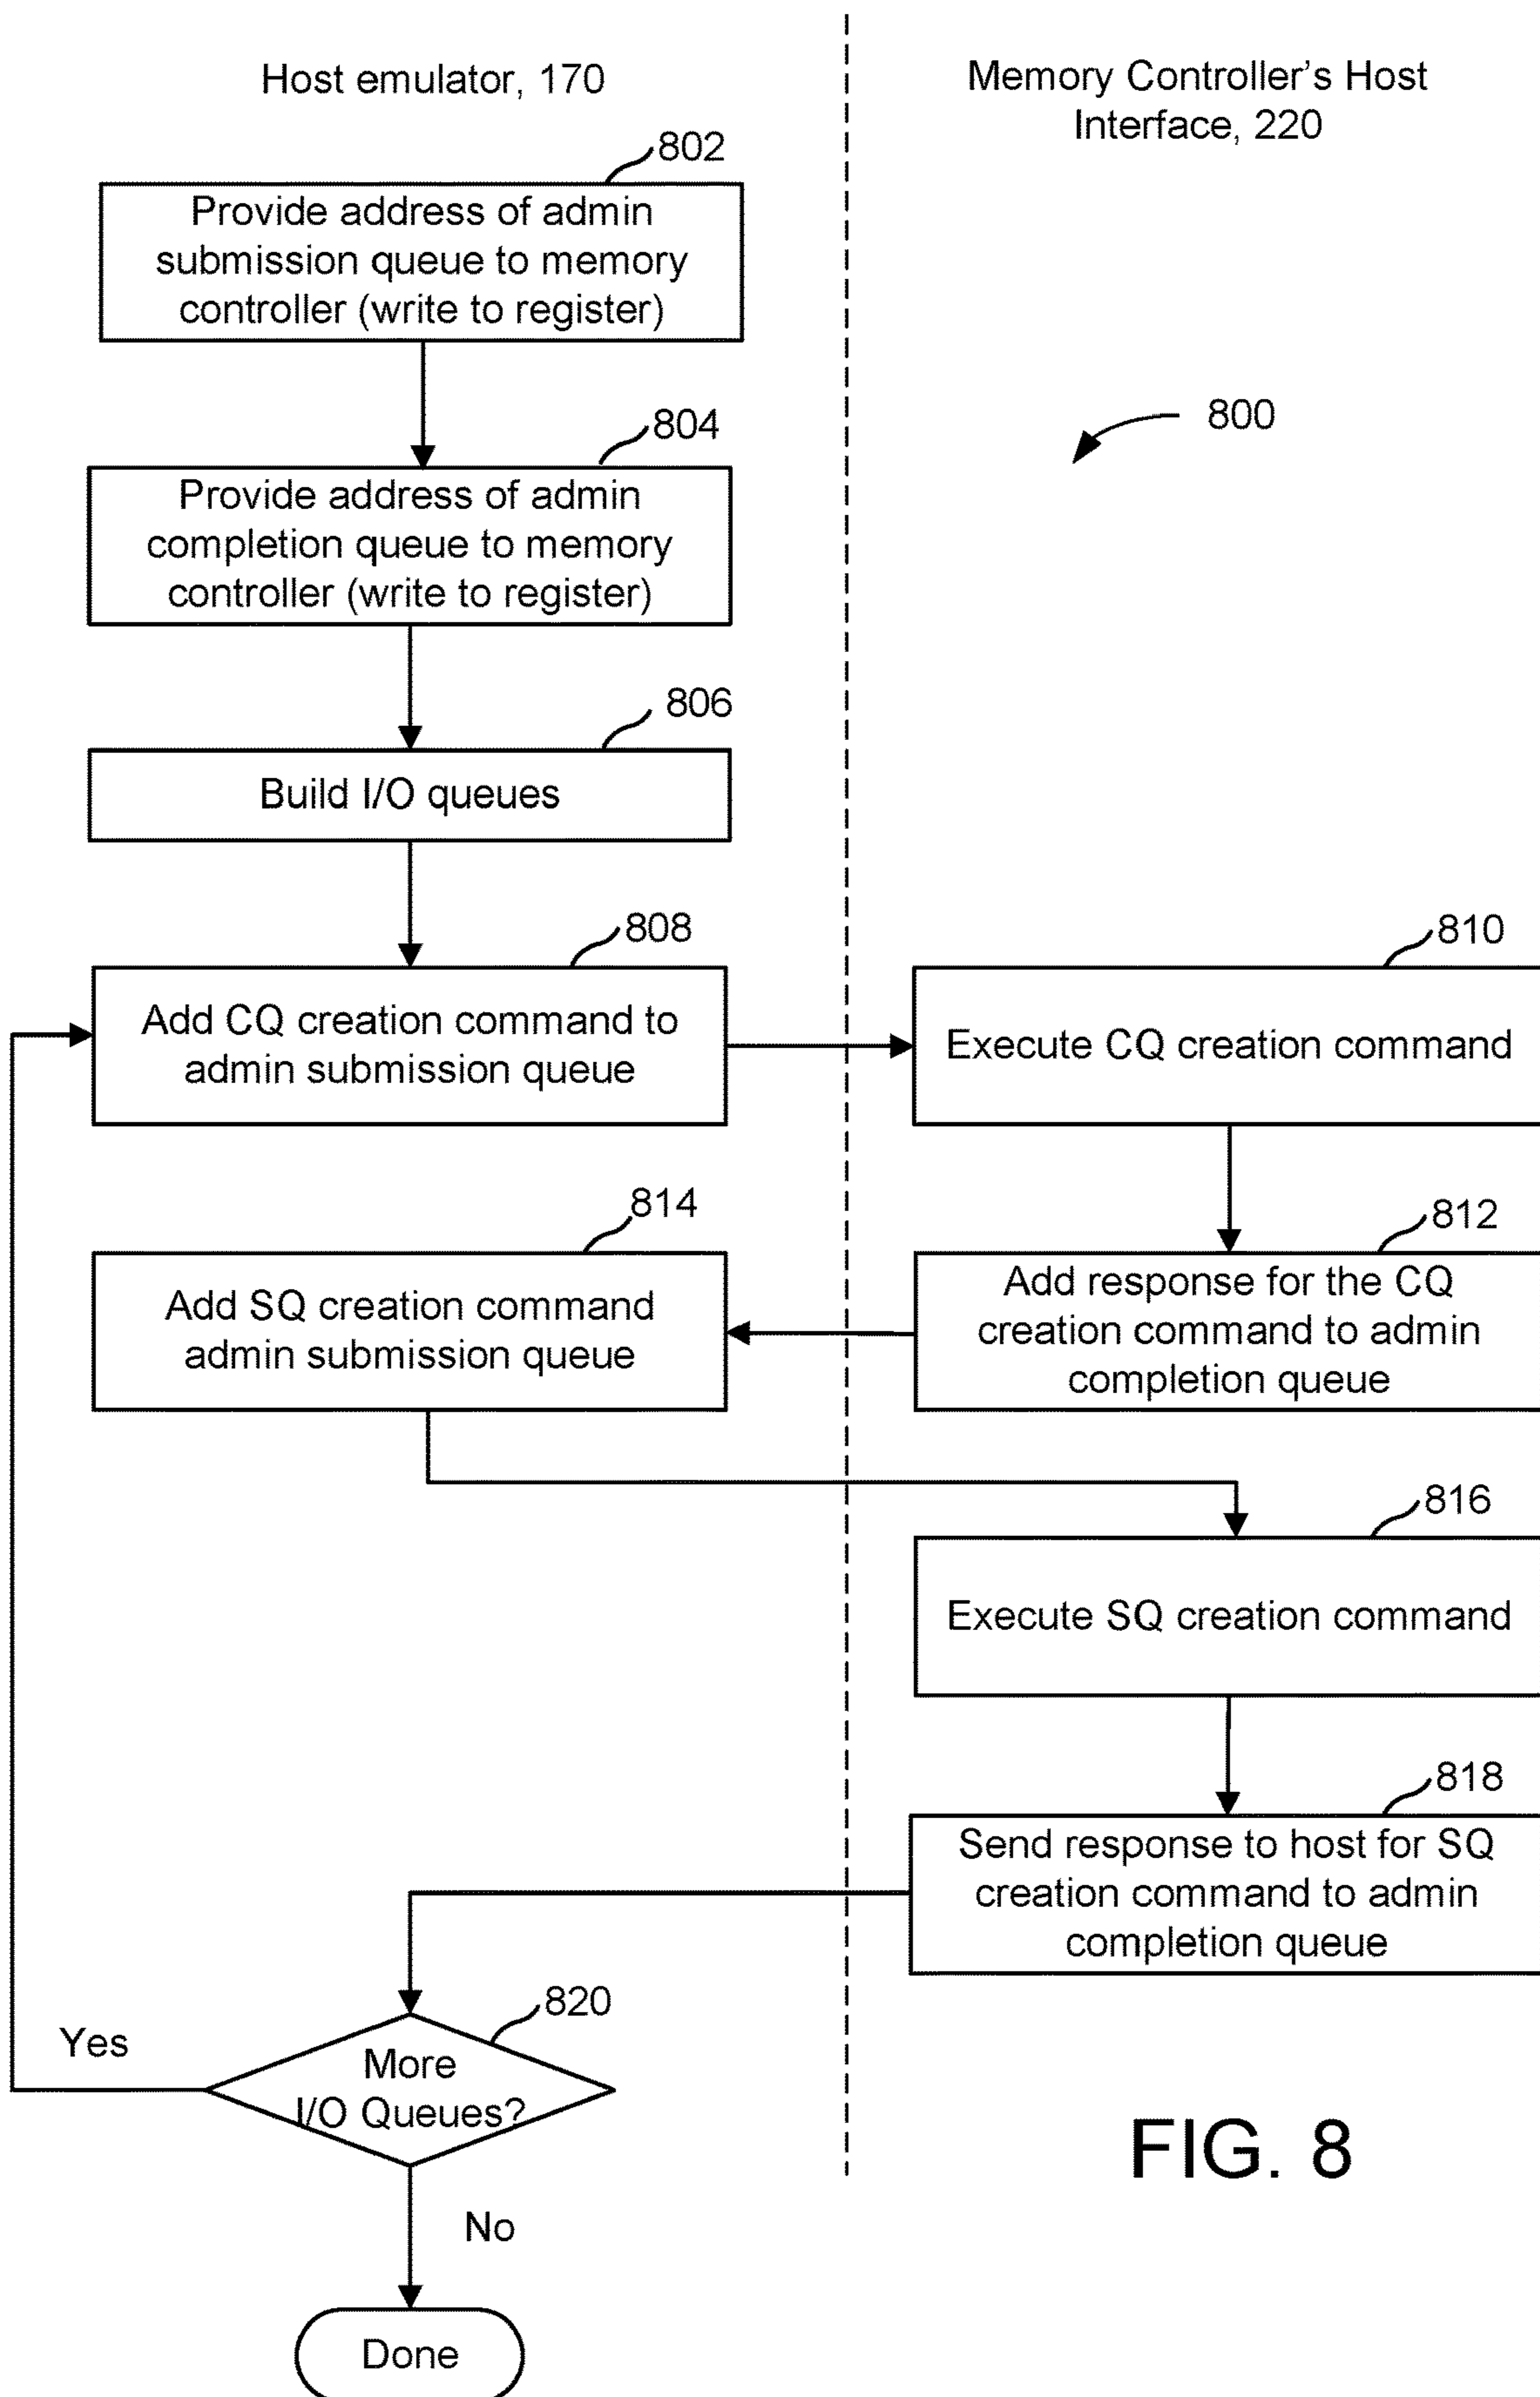 Host emulator, 170
Memory Controller's Host
Interface, 220
802
Provide address of admin
submission queue to memory
controller (write to register)
800
804
Provide address of admin
completion queue to memory
controller (write to register)
806
Build I/O queues
808
Add CQ creation command to
admin submission queue
810
Execute CQ creation command
812
Add response for the CQ
creation command to admin
completion queue
814
Add SQ creation command
admin submission queue
816
Execute SQ creation command
818
Send response to host for SQ
creation command to admin
completion queue
820
More
I/O Queues?
Yes
No
Done
FIG. 8